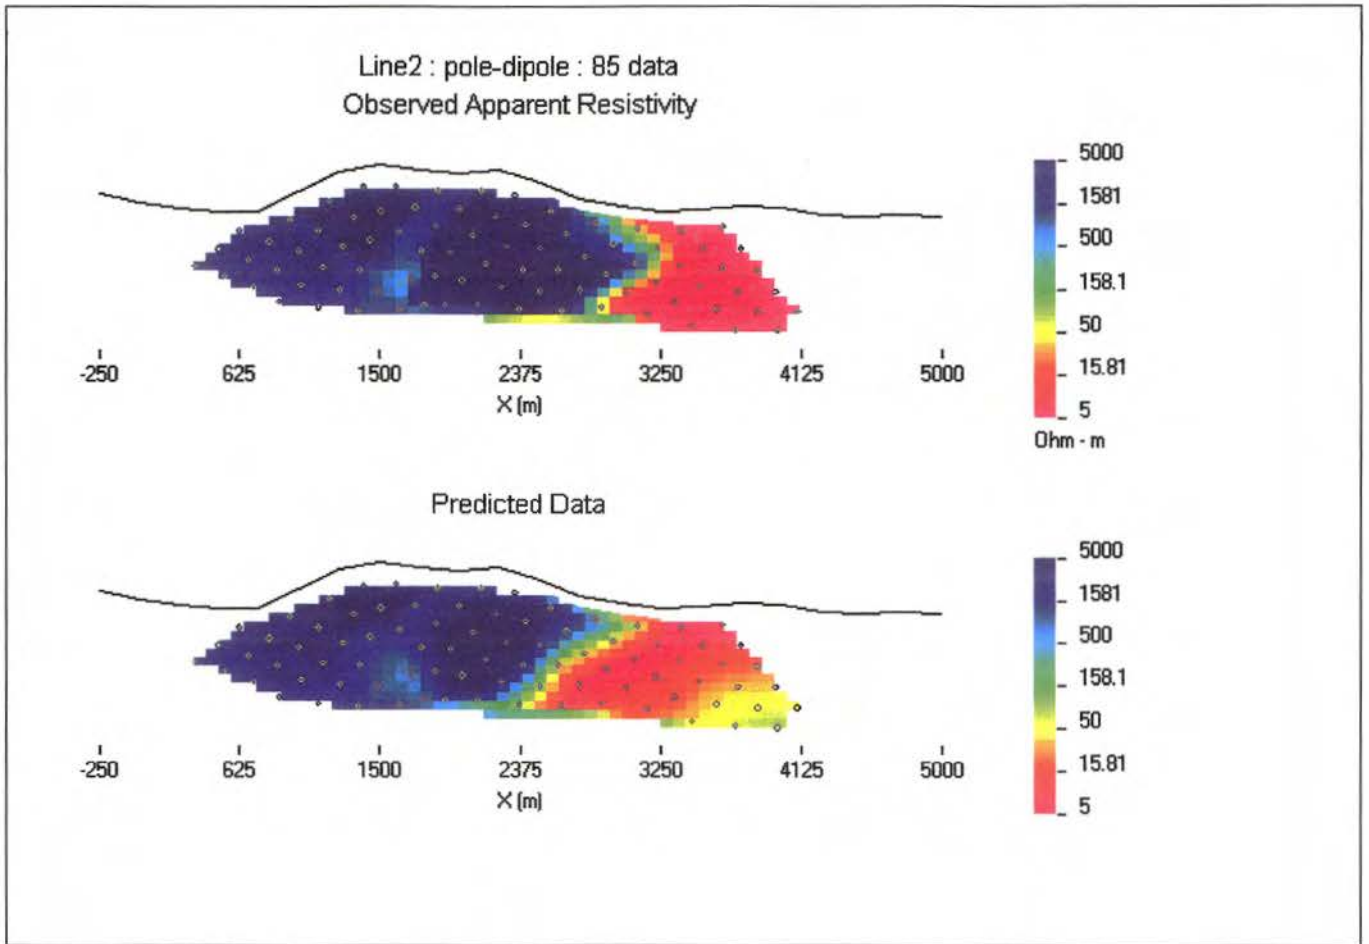 Line2 : pole-dipole : 85 data
Observed Apparent Resistivity
5000
1581
500
158.1
50
15.81
5
Ohm - m
-250 625 1500 2375 3250 4125 5000
X (m)
Predicted Data
5000
1581
500
158.1
50
15.81
5
-250 625 1500 2375 3250 4125 5000
X (m)